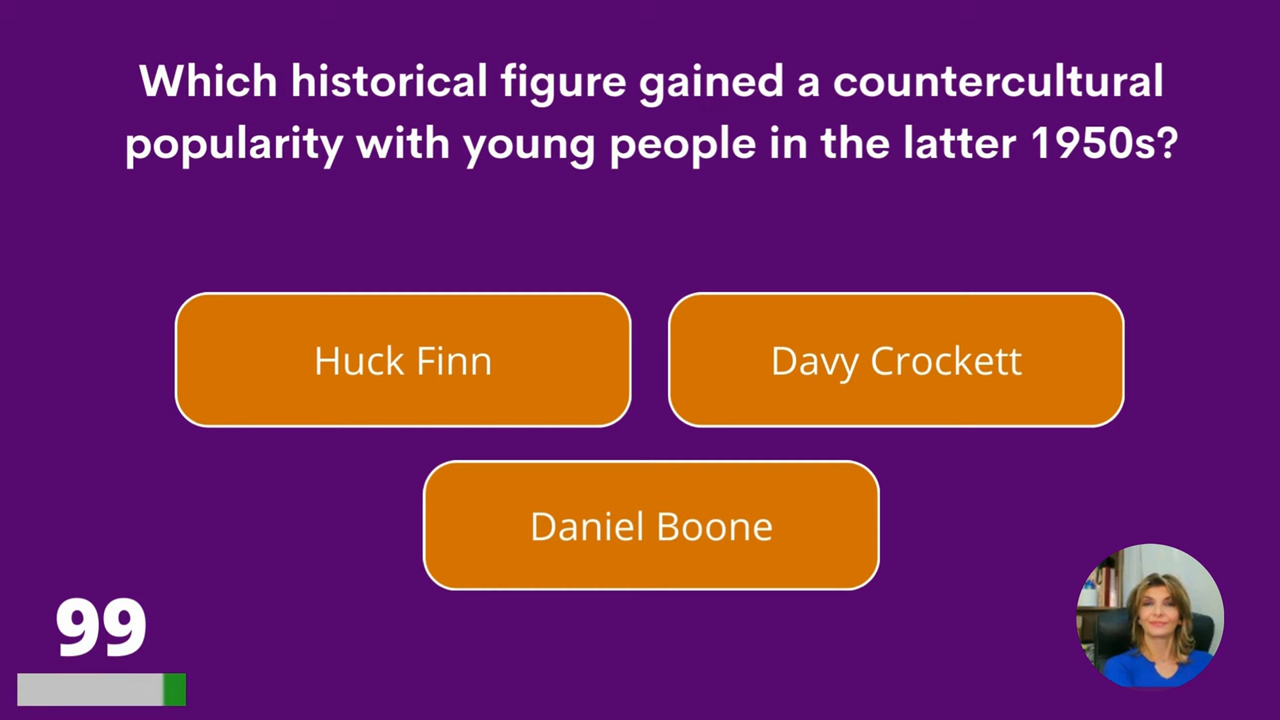 Which historical figure gained a countercultural
popularity with young people in the latter 1950s?
Huck Finn
Davy Crockett
Daniel Boone
99